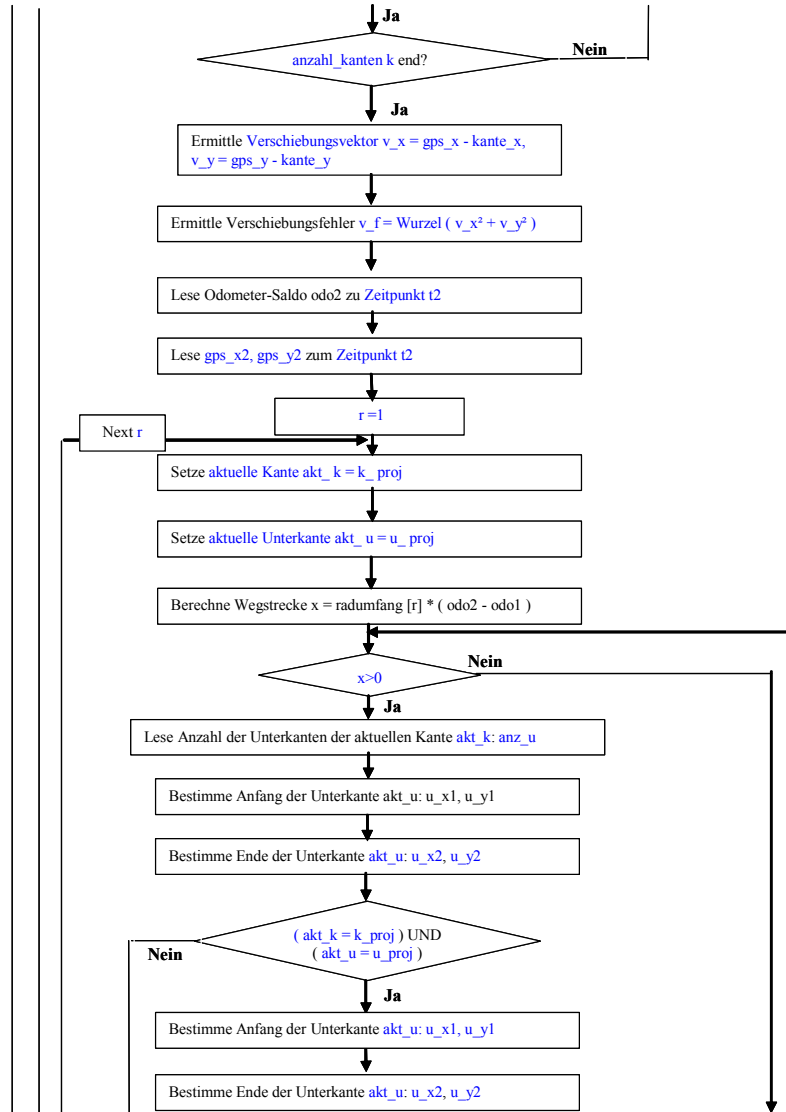 Ja
anzahl_kanten k end?
Nein
Ja
Ermittle Verschiebungsvektor v_x = gps_x - kante_x,
v_y = gps_y - kante_y
Ermittle Verschiebungsfehler v_f = Wurzel ( v_x² + v_y² )
Lese Odometer-Saldo odo2 zu Zeitpunkt t2
Lese gps_x2, gps_y2 zum Zeitpunkt t2
r =1
Next r
Setze aktuelle Kante akt_ k = k_ proj
Setze aktuelle Unterkante akt_ u = u_ proj
Berechne Wegstrecke x = radumfang [r] * ( odo2 - odo1 )
Nein
x>0
Ja
Lese Anzahl der Unterkanten der aktuellen Kante akt_k: anz_u
Bestimme Anfang der Unterkante akt_u: u_x1, u_y1
Bestimme Ende der Unterkante akt_u: u_x2, u_y2
( akt_k = k_proj ) UND
Nein
( akt_u = u_proj )
Ja
Bestimme Anfang der Unterkante akt_u: u_x1, u_y1
Bestimme Ende der Unterkante akt_u: u_x2, u_y2